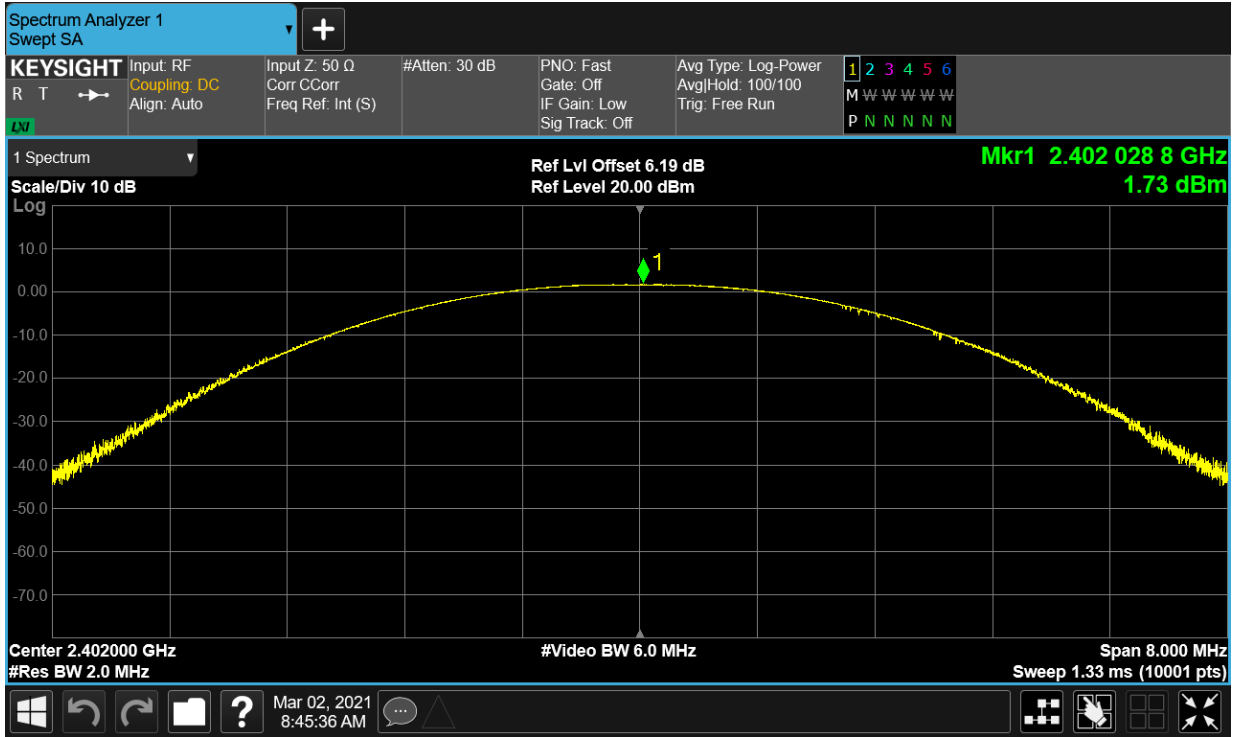 Spectrum Analyzer 1
Swept SA
+
KEYSIGHT
R T
LXI
Input: RF
Coupling: DC
Align: Auto
Input Z: 50 Ω
Corr CCorr
Freq Ref: Int (S)
#Atten: 30 dB
PNO: Fast
Gate: Off
IF Gain: Low
Sig Track: Off
Avg Type: Log-Power
Avg|Hold: 100/100
Trig: Free Run
1 2 3 4 5 6
M W W W W W
P N N N N N
1 Spectrum
Scale/Div 10 dB
Log
Ref Lvl Offset 6.19 dB
Ref Level 20.00 dBm
Mkr1 2.402 028 8 GHz
1.73 dBm
1
10.0
0.00
-10.0
-20.0
-30.0
-40.0
-50.0
-60.0
-70.0
Center 2.402000 GHz
#Res BW 2.0 MHz
#Video BW 6.0 MHz
Span 8.000 MHz
Sweep 1.33 ms (10001 pts)
?
Mar 02, 2021
8:45:36 AM